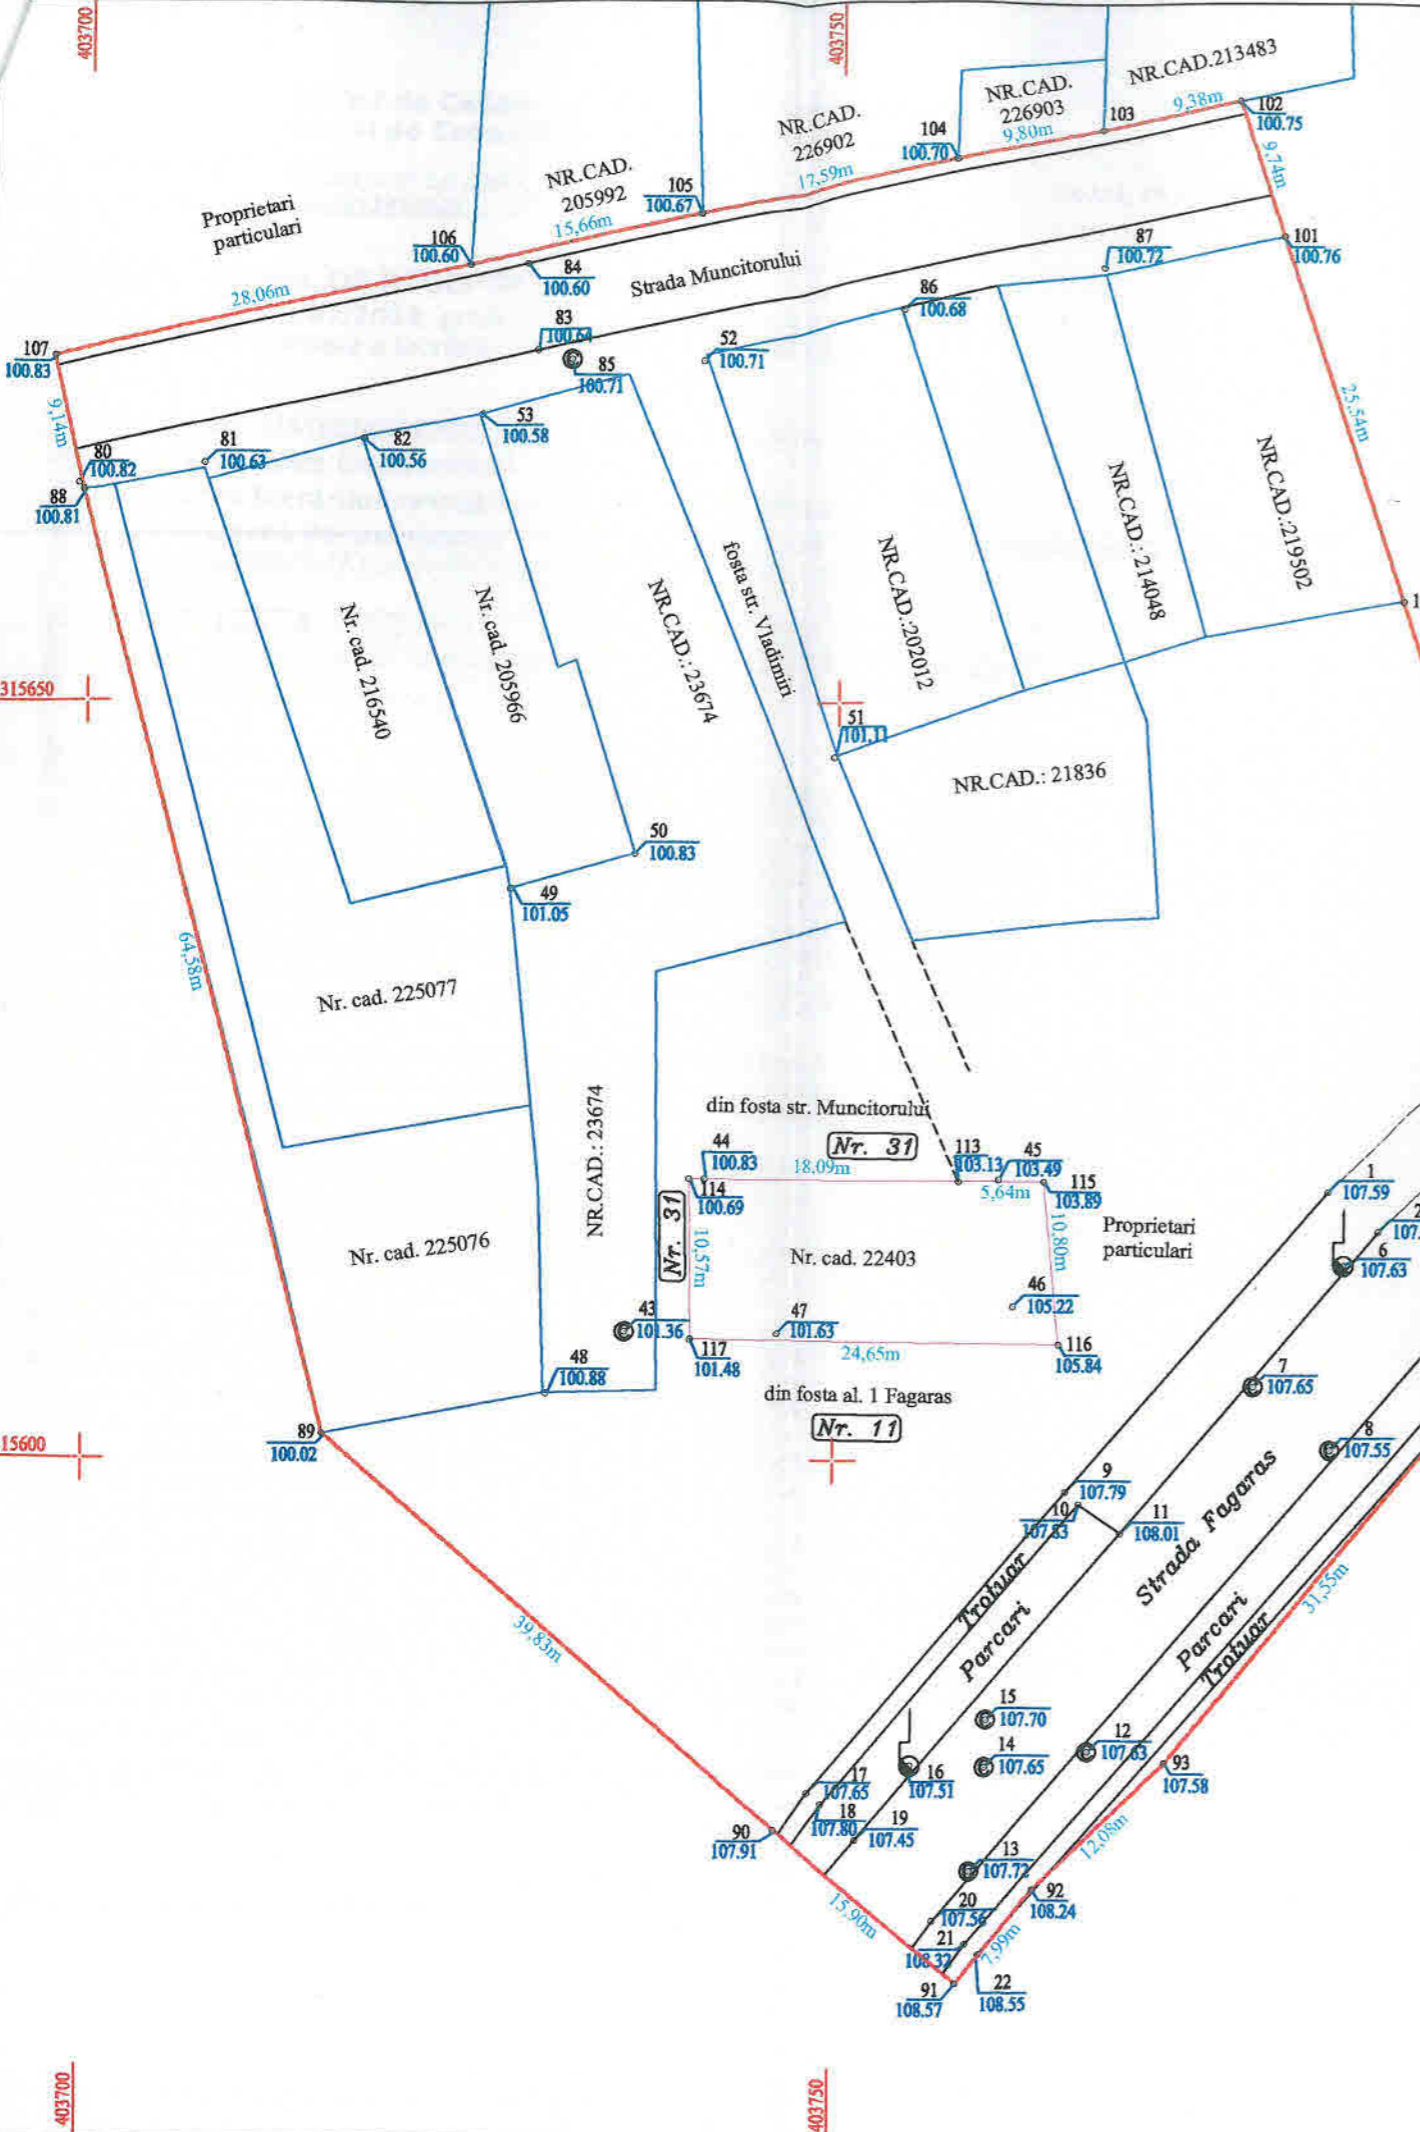 403700
403750
NR.CAD.213483
NR.CAD.
226903
9,38m
102
100.75
103
9,80m
104
100.70
NR.CAD.
226902
17,59m
9,74m
NR.CAD.
205992
105
100.67
15,66m
Proprietari
particulari
106
100.60
84
100.60
Strada Muncitorului
87
100.72
101
100.76
28,06m
86
100.68
83
100.64
52
100.71
107
100.83
85
100.71
9,14m
53
100.58
25,54m
80
100.82
81
100.63
82
100.56
88
100.81
NR.CAD.:219502
NR.CAD.:214048
NR.CAD.:202012
fosta str. Vladimiri
NR.CAD.: 23674
Nr. cad. 205966
Nr. cad. 216540
315650
51
101.11
NR.CAD.: 21836
50
100.83
49
101.05
64,58m
Nr. cad. 225077
NR.CAD.: 23674
din fosta str. Muncitorului
Nr. 31
44
100.83
18,09m
113
103.13
45
103.49
5,64m
115
103.89
114
100.69
Nr. 31
10,57m
10,80m
1
107.59
2
107.
6
107.63
Proprietari
particulari
Nr. cad. 225076
Nr. cad. 22403
46
105.22
43
101.36
47
101.63
117
101.48
24,65m
116
105.84
48
100.88
7
107.65
din fosta al. 1 Fagaras
Nr. 11
89
100.02
15600
8
107.55
9
107.79
10
107.83
11
108.01
Strada Fagaras
Trotuar
Parcari
Parcari
Trotuar
31,55m
39,83m
15
107.70
14
107.65
12
107.63
93
107.58
16
107.51
17
107.65
18
107.80
19
107.45
90
107.91
12,08m
13
107.72
92
108.24
15,90m
20
107.56
21
108.32
7,99m
91
108.57
22
108.55
403700
403750